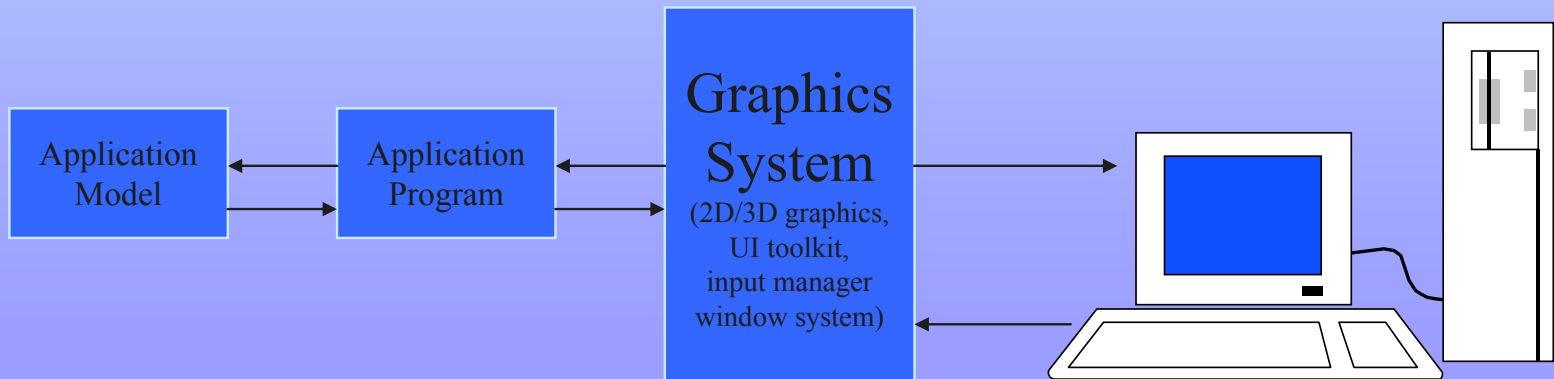 Application
Model
Application
Program
Graphics
System
(2D/3D graphics,
UI toolkit,
input manager
window system)